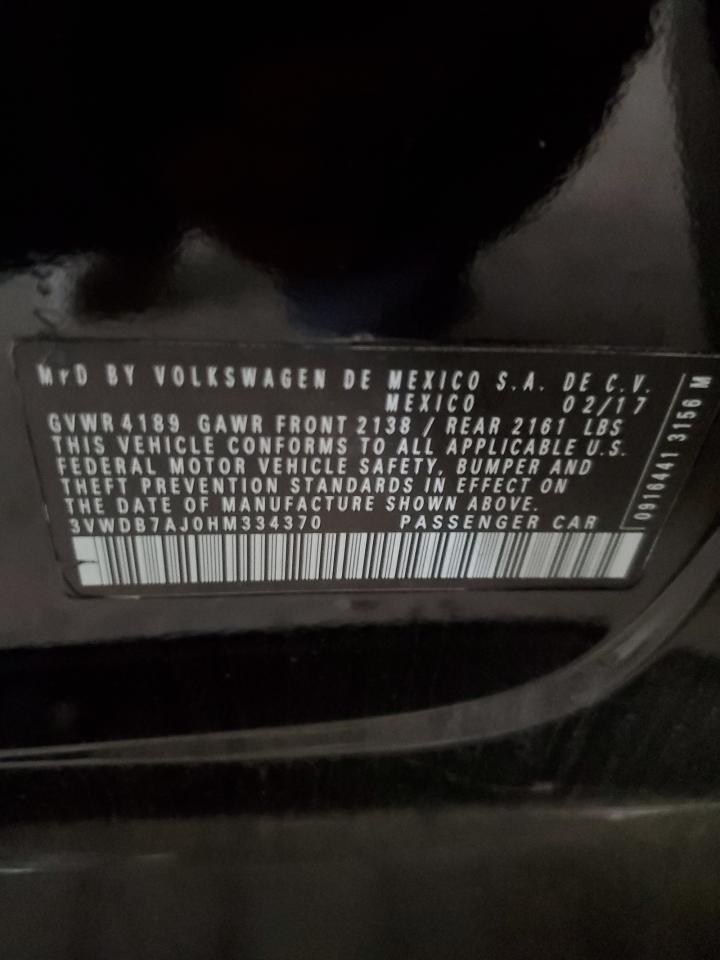 MFD BY VOLKSWAGEN DE MEXICO S.A. DE C.V.
MEXICO 02/17
GVWR 4189 GAWR FRONT 2138 / REAR 2161 LBS
THIS VEHICLE CONFORMS TO ALL APPLICABLE U.S.
FEDERAL MOTOR VEHICLE SAFETY, BUMPER AND
THEFT PREVENTION STANDARDS IN EFFECT ON
THE DATE OF MANUFACTURE SHOWN ABOVE.
3VWDB7AJ0HM334370 PASSENGER CAR
0916441 3156 M